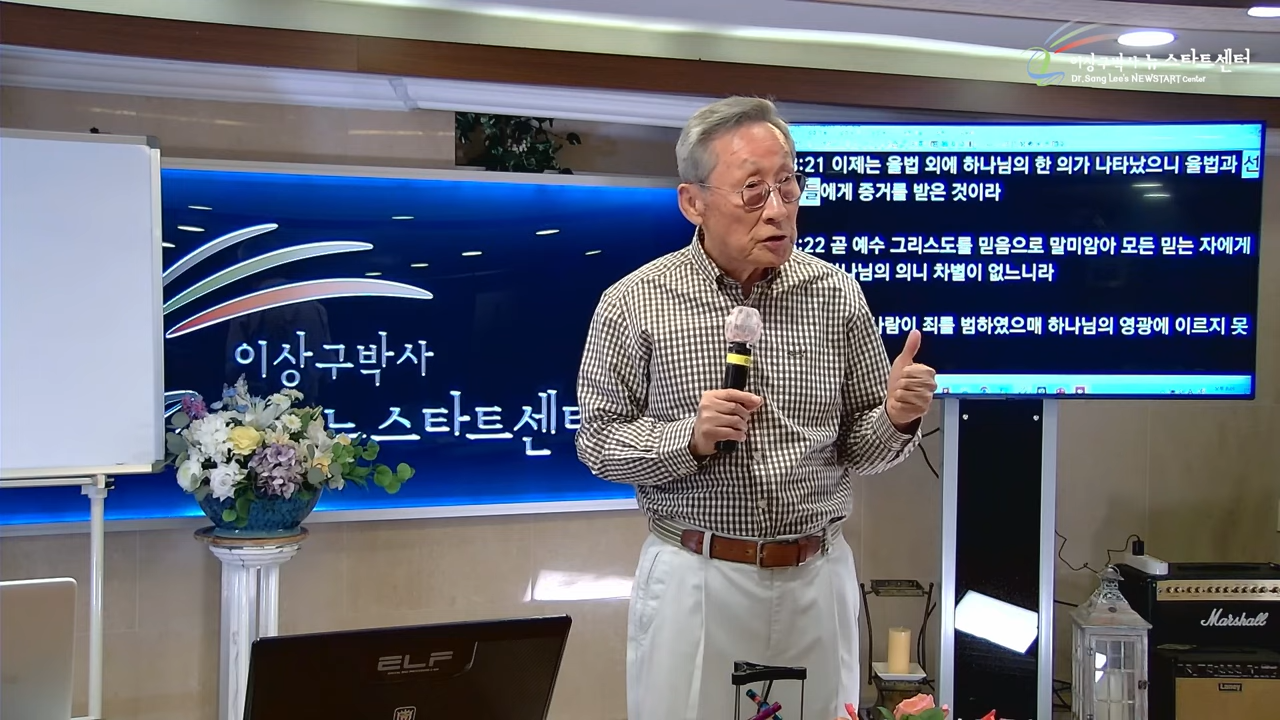 이상구박사 뉴 스타트센터
Dr. Sang Lee's NEWSTART Center
:21 이제는 율법 외에 하나님의 한 의가 나타났으니 율법과 선
들에게 증거를 받은 것이라
:22 곧 예수 그리스도를 믿음으로 말미암아 모든 믿는 자에게
하나님의 의니 차별이 없느니라
사람이 죄를 범하였으매 하나님의 영광에 이르지 못
이상구박사
뉴 스타트센터
ELF
Marshall
Laney